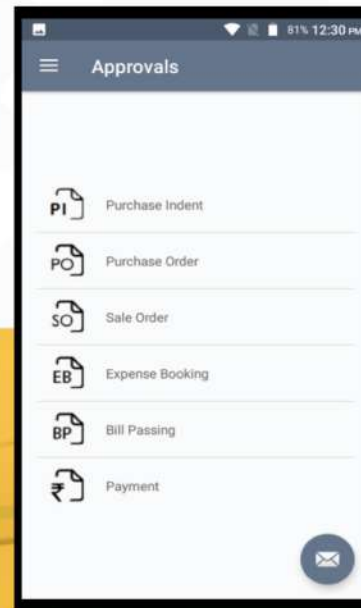 81% 12:30 PM
Approvals
PI Purchase Indent
PO Purchase Order
SO Sale Order
EB Expense Booking
BP Bill Passing
₹ Payment